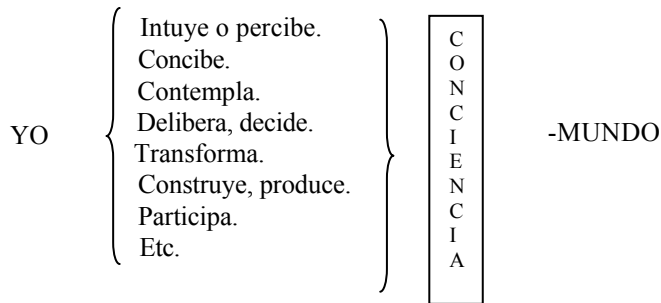 YO
Intuye o percibe.
Concibe.
Contempla.
Delibera, decide.
Transforma.
Construye, produce.
Participa.
Etc.
C
O
N
C
I
E
N
C
I
A
-MUNDO